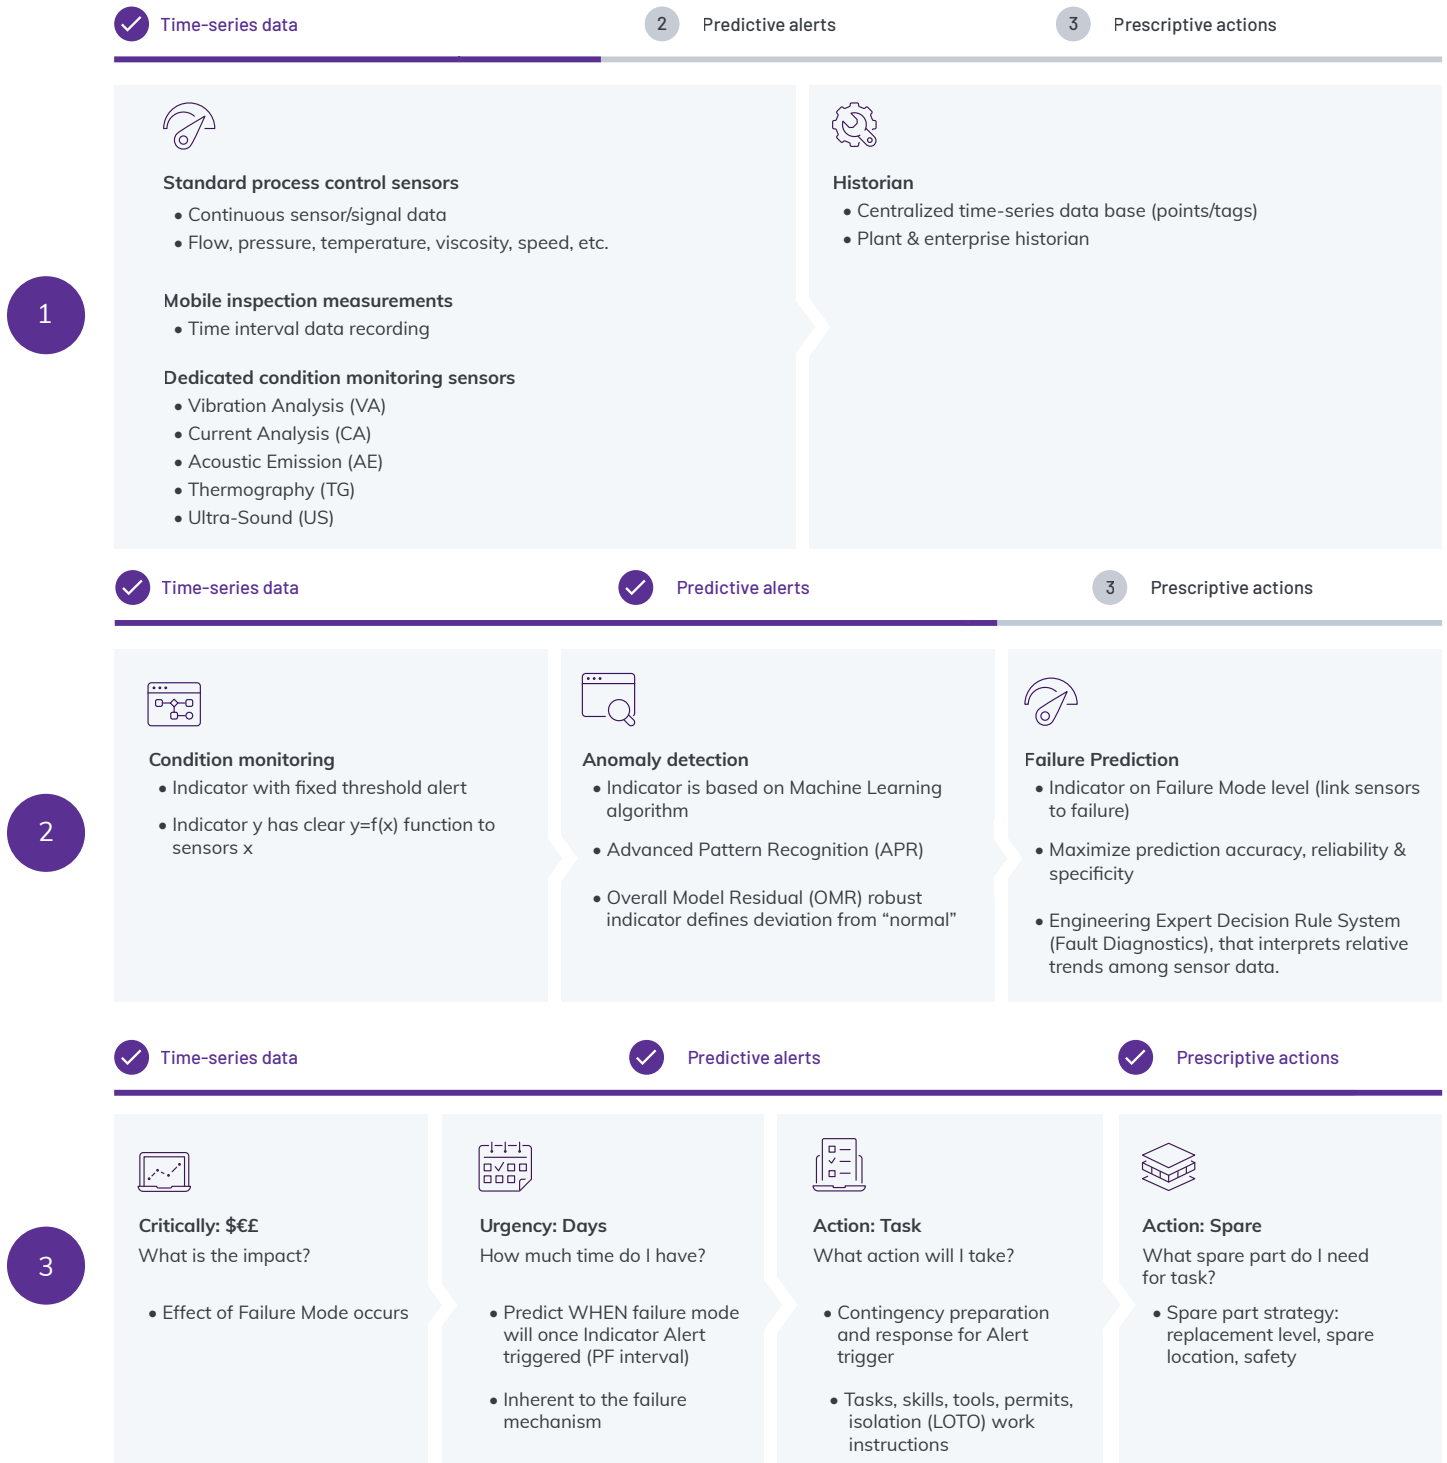 Time-series data
2 Predictive alerts
3 Prescriptive actions
1
Standard process control sensors
• Continuous sensor/signal data
• Flow, pressure, temperature, viscosity, speed, etc.
Mobile inspection measurements
• Time interval data recording
Dedicated condition monitoring sensors
• Vibration Analysis (VA)
• Current Analysis (CA)
• Acoustic Emission (AE)
• Thermography (TG)
• Ultra-Sound (US)
Historian
• Centralized time-series data base (points/tags)
• Plant & enterprise historian
Time-series data
Predictive alerts
3 Prescriptive actions
2
Condition monitoring
• Indicator with fixed threshold alert
• Indicator y has clear y=f(x) function to
sensors x
Anomaly detection
• Indicator is based on Machine Learning
algorithm
• Advanced Pattern Recognition (APR)
• Overall Model Residual (OMR) robust
indicator defines deviation from “normal”
Failure Prediction
• Indicator on Failure Mode level (link sensors
to failure)
• Maximize prediction accuracy, reliability &
specificity
• Engineering Expert Decision Rule System
(Fault Diagnostics), that interprets relative
trends among sensor data.
Time-series data
Predictive alerts
Prescriptive actions
3
Critically: $€£
What is the impact?
• Effect of Failure Mode occurs
Urgency: Days
How much time do I have?
• Predict WHEN failure mode
will once Indicator Alert
triggered (PF interval)
• Inherent to the failure
mechanism
Action: Task
What action will I take?
• Contingency preparation
and response for Alert
trigger
• Tasks, skills, tools, permits,
isolation (LOTO) work
instructions
Action: Spare
What spare part do I need
for task?
• Spare part strategy:
replacement level, spare
location, safety